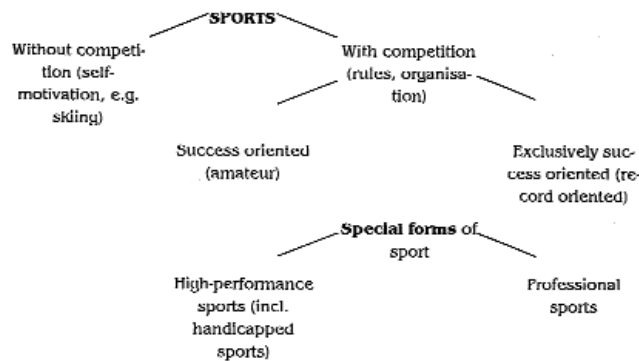 SPORTS
Without competi-
tion (self-
motivation, e.g.
skiing)
With competition
(rules, organisa-
tion)
Success oriented
(amateur)
Exclusively suc-
cess oriented (re-
cord oriented)
Special forms of
sport
High-performance
sports (incl.
handicapped
sports)
Professional
sports